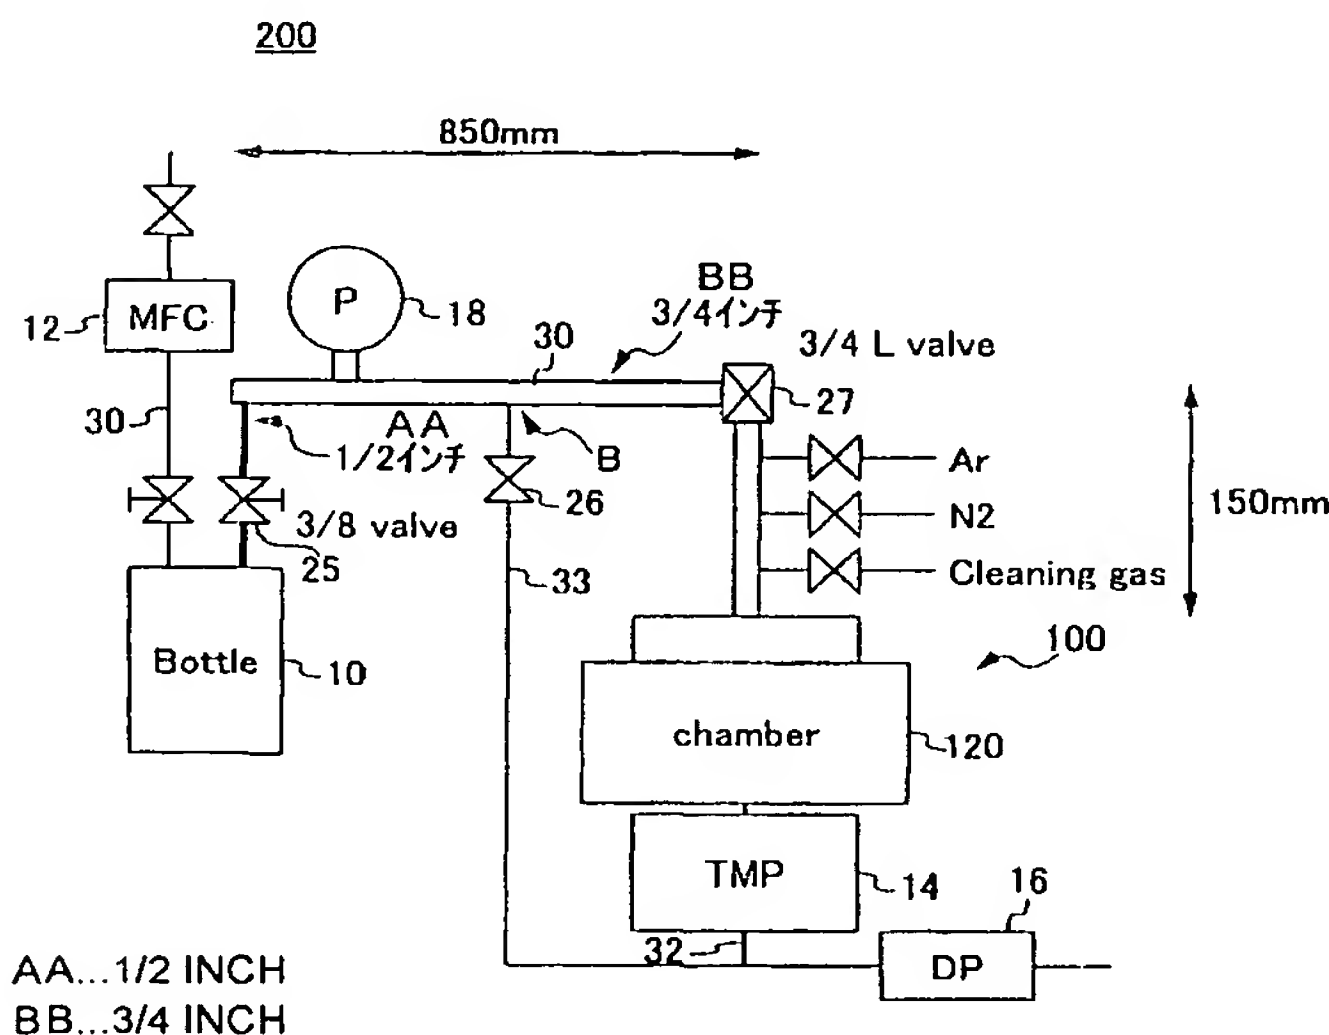 200
850mm
BB
3/4インチ
P
18
12
MFC
30
3/4 L valve
27
30
AA
1/2インチ
B
26
Ar
N2
Cleaning gas
150mm
3/8 valve
25
33
Bottle
10
100
chamber
120
TMP
14
16
32
DP
AA...1/2 INCH
BB...3/4 INCH